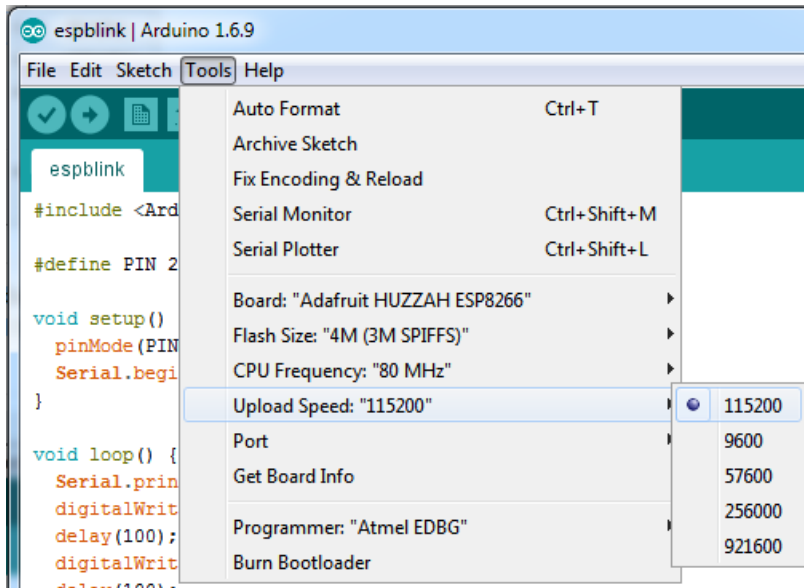 espblink | Arduino 1.6.9
File Edit Sketch Tools Help
espblink
#include <Ard
#define PIN 2
void setup()
pinMode(PIN
Serial.begi
}
void loop() {
Serial.prin
digitalWrit
delay(100);
digitalWrit
delay(100);
Auto Format Ctrl+T
Archive Sketch
Fix Encoding & Reload
Serial Monitor Ctrl+Shift+M
Serial Plotter Ctrl+Shift+L
Board: "Adafruit HUZZAH ESP8266"
Flash Size: "4M (3M SPIFFS)"
CPU Frequency: "80 MHz"
Upload Speed: "115200"
Port
Get Board Info
Programmer: "Atmel EDBG"
Burn Bootloader
115200
9600
57600
256000
921600